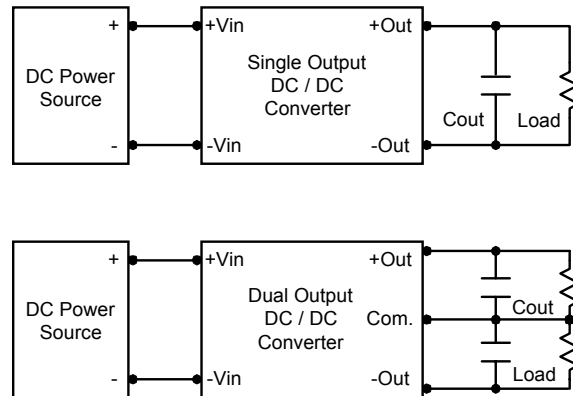 + +Vin +Out
DC Power
Source
Single Output
DC / DC
Converter
Cout Load
- -Vin -Out
+ +Vin +Out
DC Power
Source
Dual Output
DC / DC
Converter
Com.
Cout
Load
- -Vin -Out